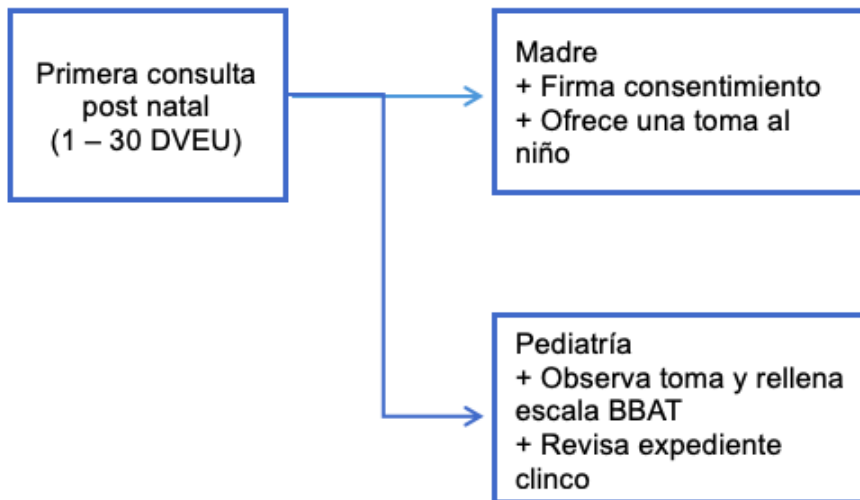 Primera consulta
post natal
(1 – 30 DVEU)
Madre
+ Firma consentimiento
+ Ofrece una toma al
niño
Pediatría
+ Observa toma y rellena
escala BBAT
+ Revisa expediente
clinco